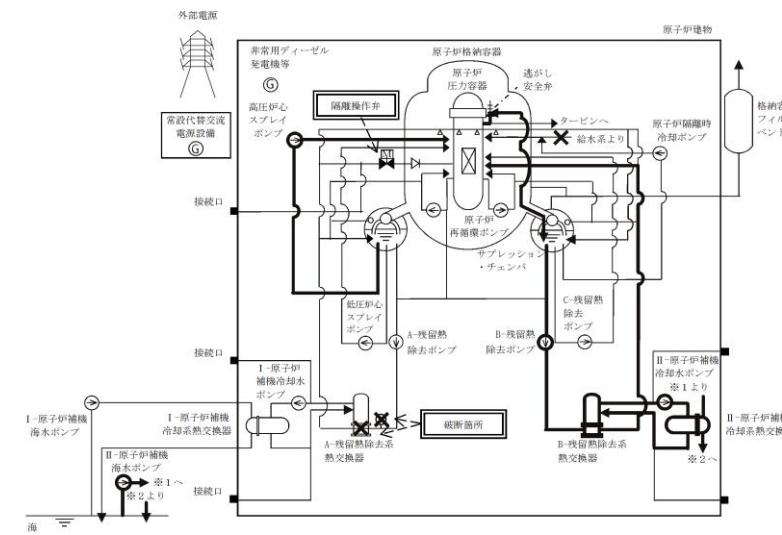 外部電源
原子炉建物
非常用ディーゼル
発電機等
G
原子炉格納容器
原子炉
圧力容器
逃がし
安全弁
高圧炉心
スプレイ
ポンプ
隔離操作弁
タービンへ
給水系より
原子炉隔離時
冷却ポンプ
格納容
フィル
ベント
常設代替交流
電源設備
G
接続口
原子炉
再循環ポンプ
サプレッション
・チェンバ
低圧炉心
スプレイ
ポンプ
A-残留熱
除去ポンプ
B-残留熱
除去ポンプ
C-残留熱
除去
ポンプ
接続口
Ⅰ-原子炉
補機冷却水
ポンプ
Ⅱ-原子炉補機
冷却水ポンプ
※1より
Ⅰ-原子炉補機
海水ポンプ
Ⅰ-原子炉補機
冷却系熱交換器
破断箇所
A-残留熱除去系
熱交換器
B-残留熱除去系
熱交換器
Ⅱ-原子炉補機
冷却系熱交換
※2へ
Ⅱ-原子炉補機
海水ポンプ
※1へ
※2より
接続口
海